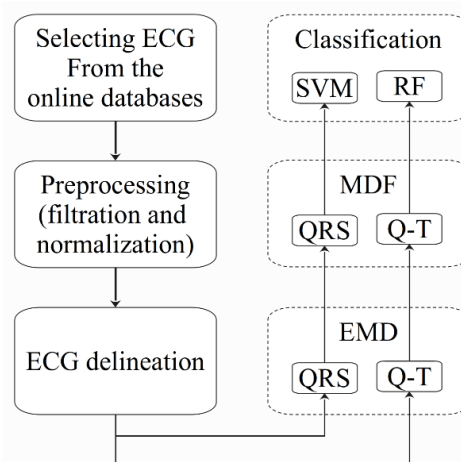 Selecting ECG
From the
online databases
Preprocessing
(filtration and
normalization)
ECG delineation
Classification
SVM RF
MDF
QRS Q-T
EMD
QRS Q-T